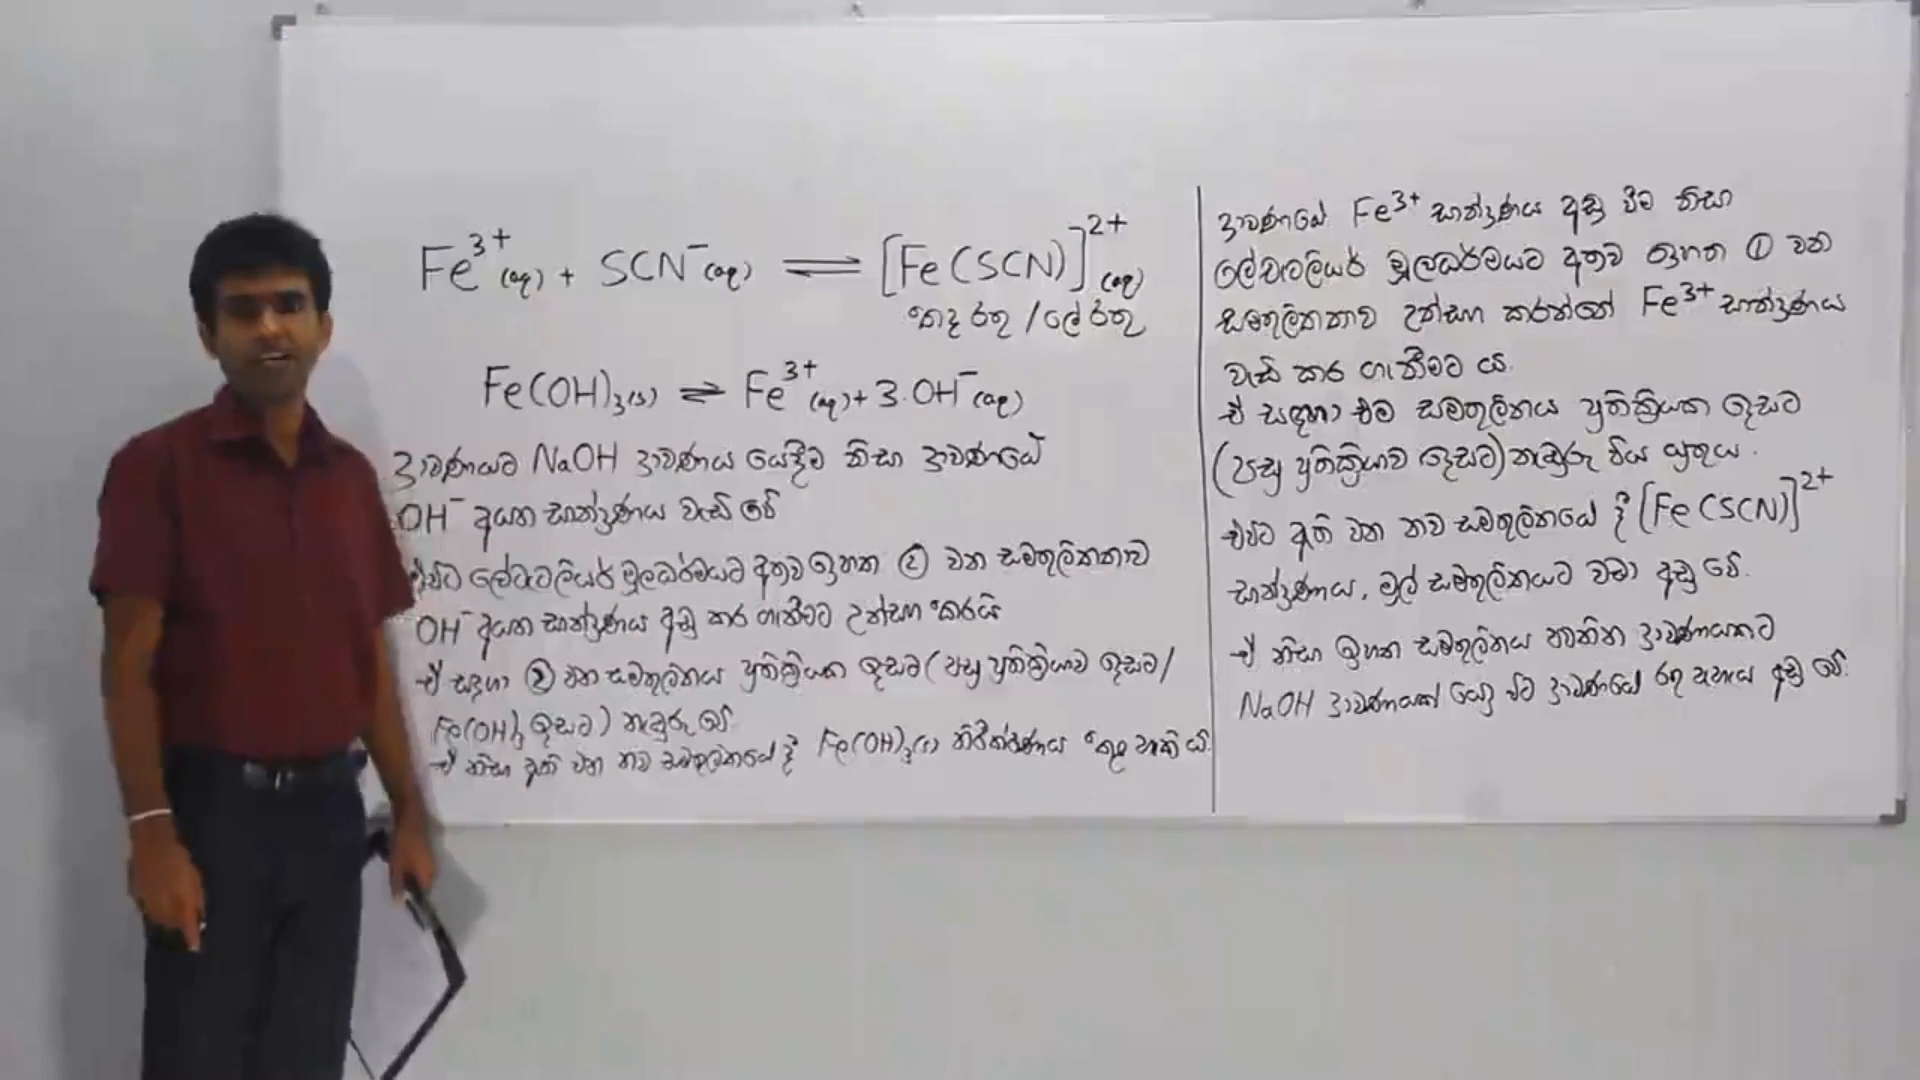 Fe³⁺(aq) + SCN⁻(aq) ⇌ [Fe(SCN)]²⁺(aq)
තද රතු / ලේ රතු
Fe(OH)₃(s) ⇌ Fe³⁺(aq) + 3.OH⁻(aq)
ද්‍රාවණයට NaOH ද්‍රාවණය යෙදීම නිසා ද්‍රාවණයේ
OH⁻ අයන සාන්ද්‍රණය වැඩි වේ
එවිට ලේචැටලියර් මූලධර්මයට අනුව ඉහත ② වන සමතුලිතතාව
OH⁻ අයන සාන්ද්‍රණය අඩු කර ගැනීමට උත්සහ කරයි
ඒ සඳහා ② වන සමතුලිතය ප්‍රතික්‍රියක දෙසට (පසු ප්‍රතික්‍රියාව දෙසට /
Fe(OH)₃ දෙසට) නැඹුරු වේ.
ඒ නිසා ඇති වන නව සමතුලිතයේ දී Fe(OH)₃(s) නිරීක්ෂණය කළ හැකි ය.
ද්‍රාවණයේ Fe³⁺ සාන්ද්‍රණය අඩු වීම නිසා
ලේචැටලියර් මූලධර්මයට අනුව ඉහත ① වන
සමතුලිතතාව උත්සහ කරන්නේ Fe³⁺ සාන්ද්‍රණය
වැඩි කර ගැනීමට ය.
ඒ සඳහා එම සමතුලිතය ප්‍රතික්‍රියක දෙසට
(පසු ප්‍රතික්‍රියාව දෙසට) නැඹුරු විය යුතුය.
එවිට ඇති වන නව සමතුලිතයේ දී [Fe(SCN)]²⁺
සාන්ද්‍රණය, මුල් සමතුලිතයට වඩා අඩු වේ.
ඒ නිසා ඉහත සමතුලිතය පවතින ද්‍රාවණයකට
NaOH ද්‍රාවණයක් යෙදූ විට ද්‍රාවණයේ රතු පැහැය අඩු වේ.